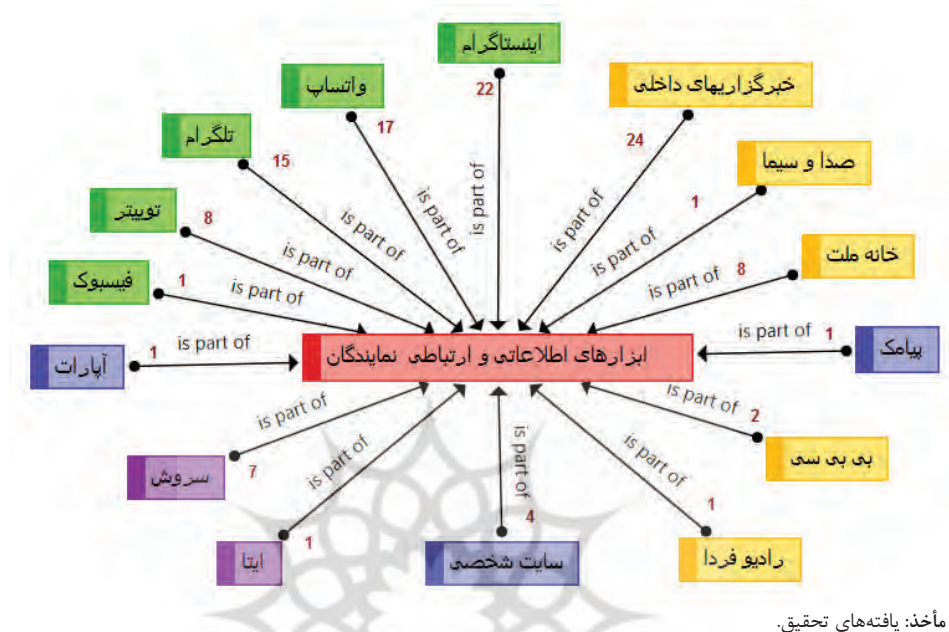 اینستاگرام
22
is part of
خبرگزاریهای داخلی
24
is part of
صدا و سیما
1
is part of
خانه ملت
8
is part of
پیامک
1
is part of
بی بی سی
2
is part of
رادیو فردا
1
is part of
سایت شخصی
4
is part of
ایتا
1
is part of
سروش
7
is part of
آپارات
1
is part of
فیسبوک
1
is part of
توییتر
8
is part of
تلگرام
15
is part of
واتساپ
17
is part of
ابزارهای اطلاعاتی و ارتباطی نمایندگان
مأخذ: یافته‌های تحقیق.